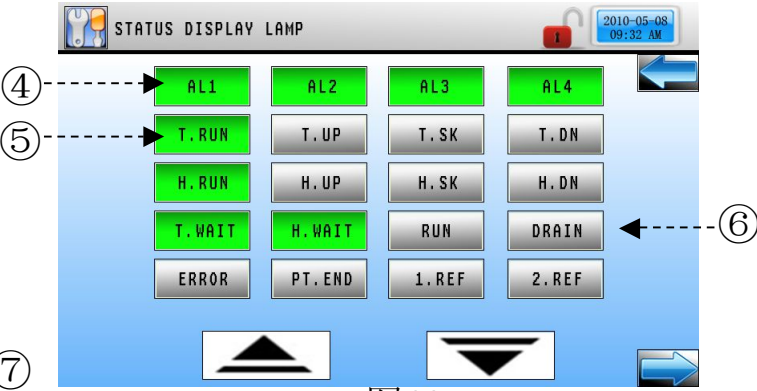 STATUS DISPLAY LAMP
2010-05-08
09:32 AM
④ AL1 AL2 AL3 AL4
⑤ T.RUN T.UP T.SK T.DN
H.RUN H.UP H.SK H.DN
T.WAIT H.WAIT RUN DRAIN ⑥
ERROR PT.END 1.REF 2.REF
⑦